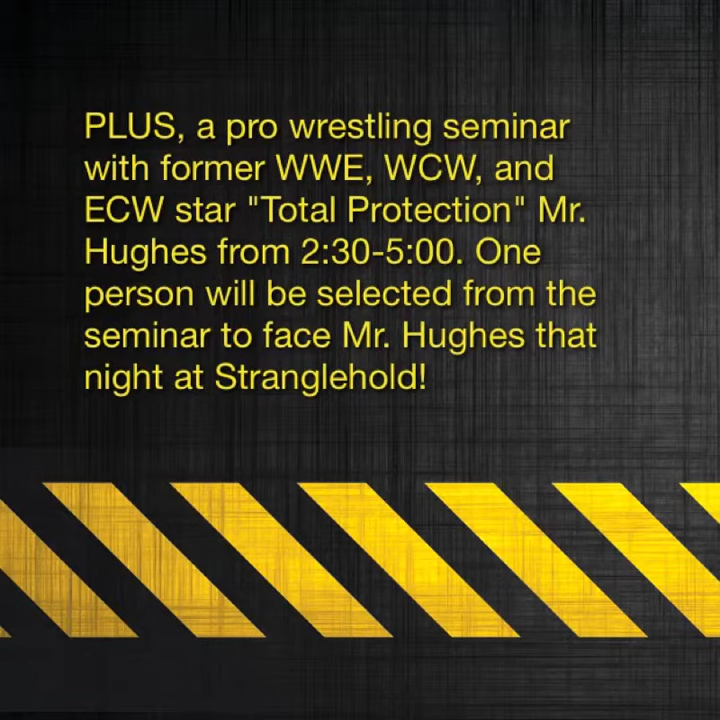 PLUS, a pro wrestling seminar
with former WWE, WCW, and
ECW star "Total Protection" Mr.
Hughes from 2:30-5:00. One
person will be selected from the
seminar to face Mr. Hughes that
night at Stranglehold!